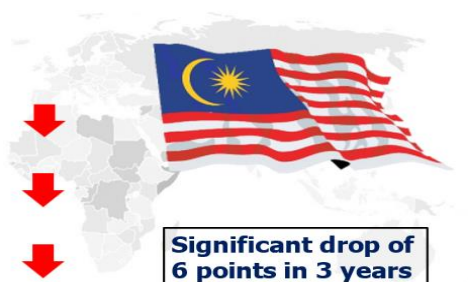 Significant drop of
6 points in 3 years